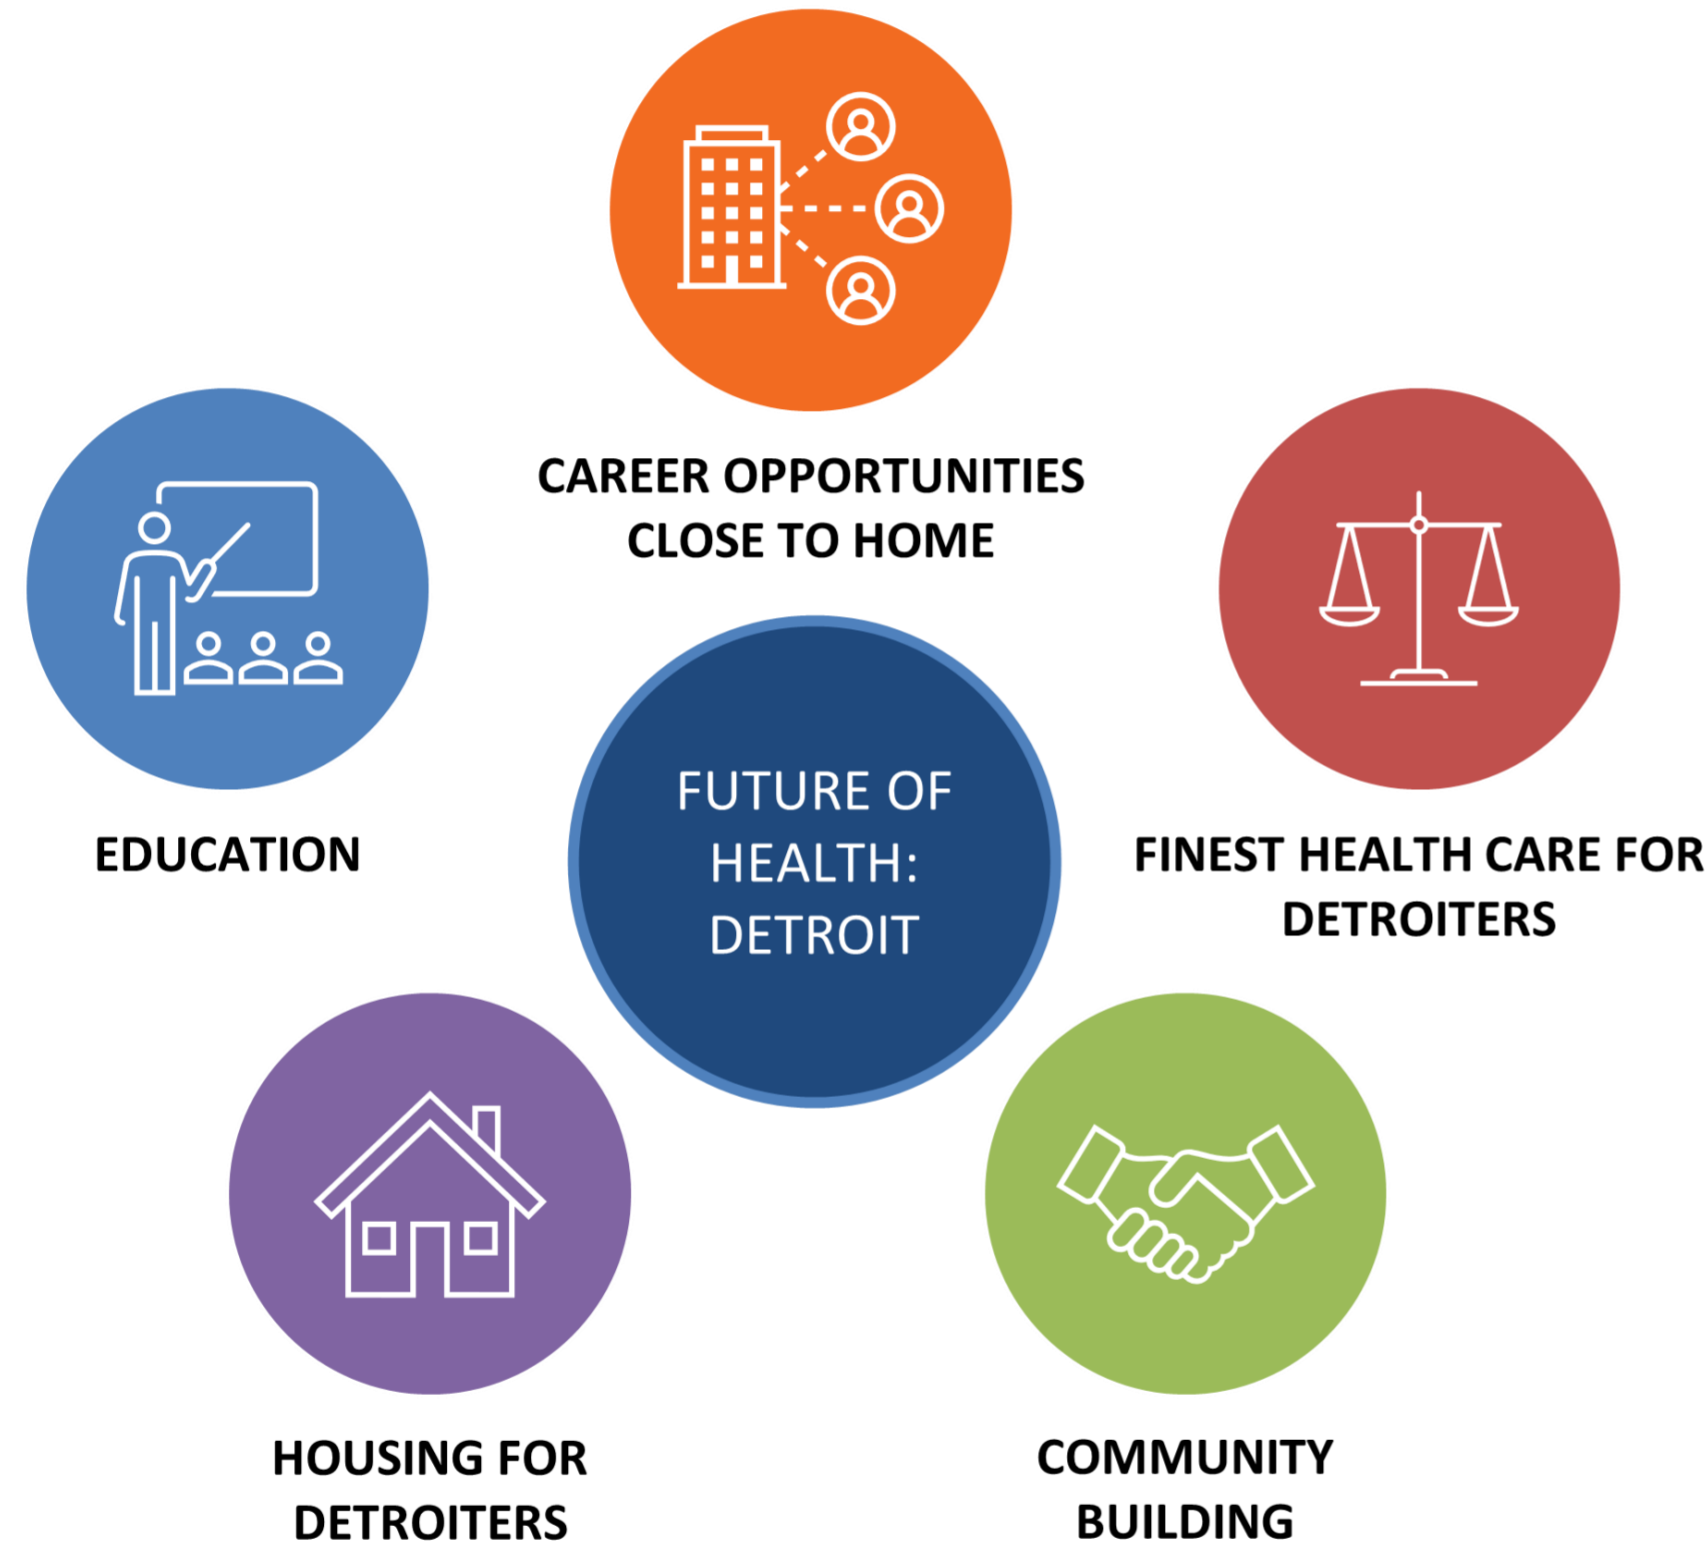 CAREER OPPORTUNITIES
CLOSE TO HOME
EDUCATION
FUTURE OF
HEALTH:
DETROIT
FINEST HEALTH CARE FOR
DETROITERS
HOUSING FOR
DETROITERS
COMMUNITY
BUILDING